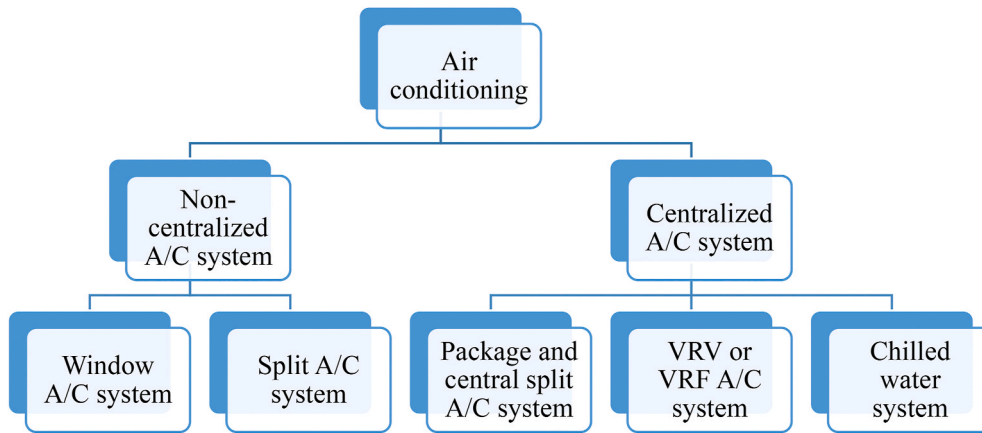 Air
conditioning
Non-
centralized
A/C system
Centralized
A/C system
Window
A/C system
Split A/C
system
Package and
central split
A/C system
VRV or
VRF A/C
system
Chilled
water
system